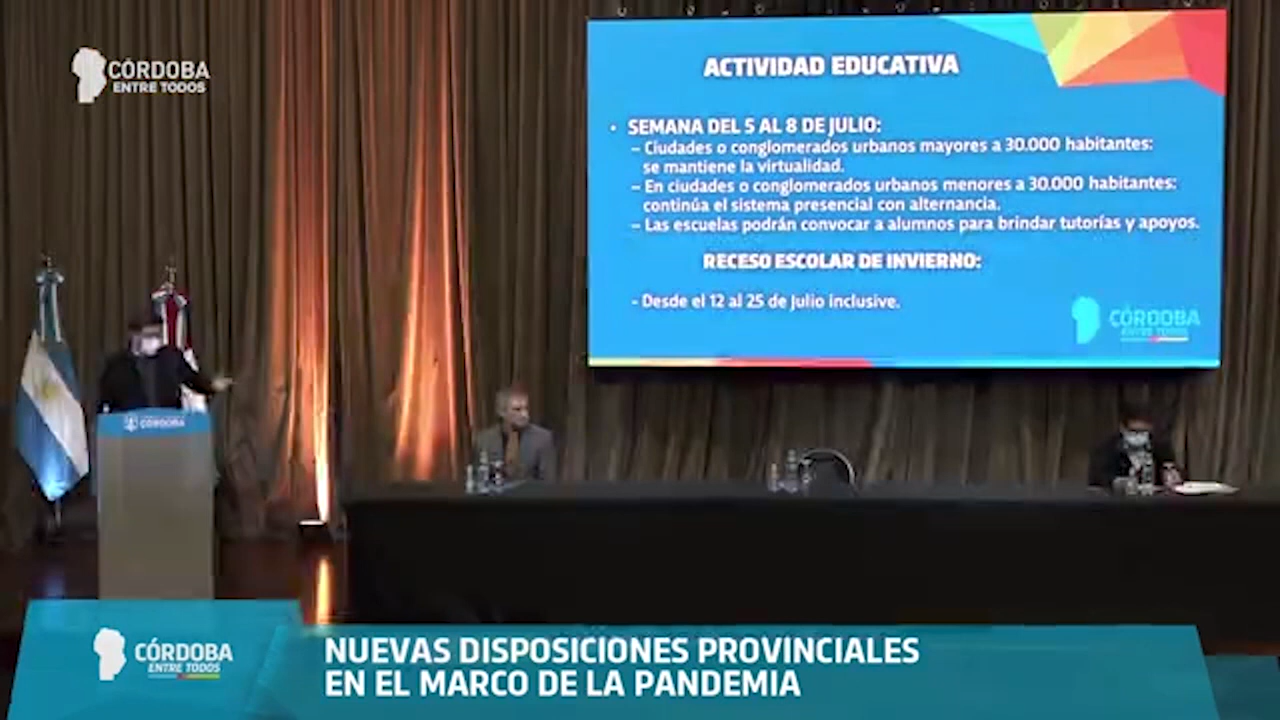 CÓRDOBA
ENTRE TODOS
ACTIVIDAD EDUCATIVA
• SEMANA DEL 5 AL 8 DE JULIO:
– Ciudades o conglomerados urbanos mayores a 30.000 habitantes:
se mantiene la virtualidad.
– En ciudades o conglomerados urbanos menores a 30.000 habitantes:
continúa el sistema presencial con alternancia.
– Las escuelas podrán convocar a alumnos para brindar tutorías y apoyos.
RECESO ESCOLAR DE INVIERNO:
- Desde el 12 al 25 de Julio inclusive.
CÓRDOBA
ENTRE TODOS
CÓRDOBA
CÓRDOBA
ENTRE TODOS
NUEVAS DISPOSICIONES PROVINCIALES
EN EL MARCO DE LA PANDEMIA